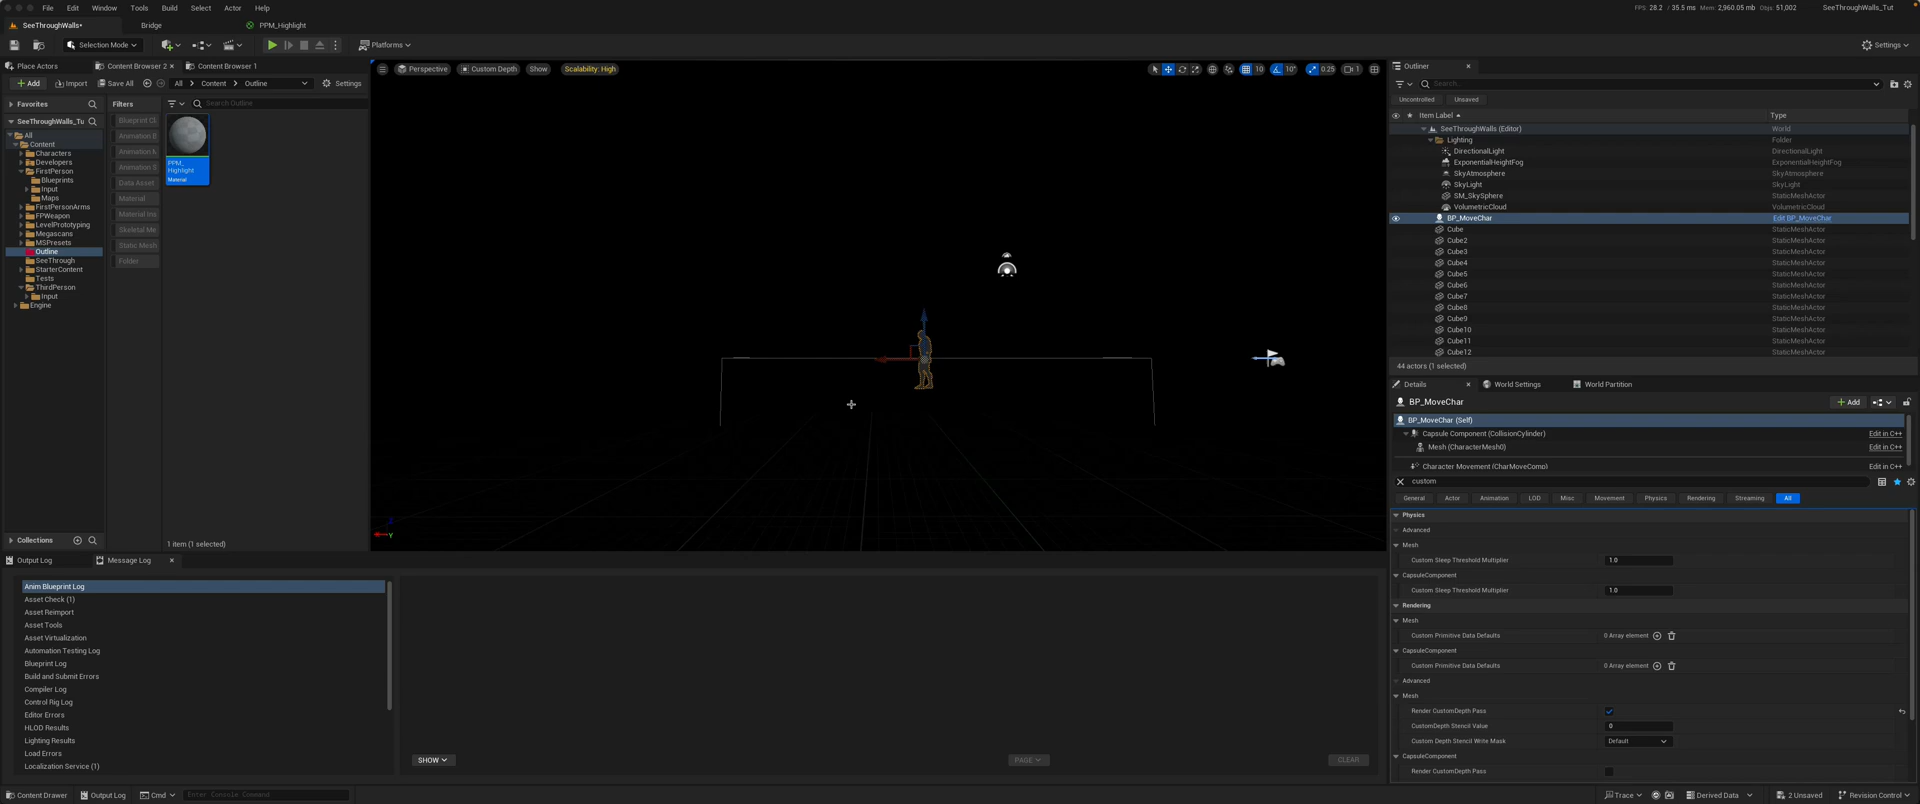 File Edit Window Tools Build Select Actor Help
FPS: 28.2 / 35.5 ms Mem: 2,960.05 mb Objs: 51,002 SeeThroughWalls_Tut
SeeThroughWalls• Bridge PPM_Highlight
Selection Mode Platforms Settings
Place Actors Content Browser 2 × Content Browser 1
Add Import Save All All > Content > Outline Settings
Favorites
SeeThroughWalls_Tu
All
Content
Characters
Developers
FirstPerson
Blueprints
Input
Maps
FirstPersonArms
FPWeapon
LevelPrototyping
Megascans
MSPresets
Outline
SeeThrough
StarterContent
Tests
ThirdPerson
Input
Engine
Collections
Filters
Blueprint Cl
Animation B
Animation M
Animation S
Data Asset
Material
Material Ins
Skeletal Me
Static Mesh
Folder
Search Outline
PPM_
Highlight
Material
1 item (1 selected)
Perspective Custom Depth Show Scalability: High
10 10° 0.25 1
Y
Outliner ×
Search...
Uncontrolled Unsaved
Item Label Type
SeeThroughWalls (Editor) World
Lighting Folder
DirectionalLight DirectionalLight
ExponentialHeightFog ExponentialHeightFog
SkyAtmosphere SkyAtmosphere
SkyLight SkyLight
SM_SkySphere StaticMeshActor
VolumetricCloud VolumetricCloud
BP_MoveChar Edit BP_MoveChar
Cube StaticMeshActor
Cube2 StaticMeshActor
Cube3 StaticMeshActor
Cube4 StaticMeshActor
Cube5 StaticMeshActor
Cube6 StaticMeshActor
Cube7 StaticMeshActor
Cube8 StaticMeshActor
Cube9 StaticMeshActor
Cube10 StaticMeshActor
Cube11 StaticMeshActor
Cube12 StaticMeshActor
44 actors (1 selected)
Details × World Settings World Partition
BP_MoveChar Add
BP_MoveChar (Self)
Capsule Component (CollisionCylinder) Edit in C++
Mesh (CharacterMesh0) Edit in C++
Character Movement (CharMoveComp) Edit in C++
custom
General Actor Animation LOD Misc Movement Physics Rendering Streaming All
Physics
Advanced
Mesh
Custom Sleep Threshold Multiplier 1.0
CapsuleComponent
Custom Sleep Threshold Multiplier 1.0
Rendering
Mesh
Custom Primitive Data Defaults 0 Array element
CapsuleComponent
Custom Primitive Data Defaults 0 Array element
Advanced
Mesh
Render CustomDepth Pass
CustomDepth Stencil Value 0
Custom Depth Stencil Write Mask Default
CapsuleComponent
Render CustomDepth Pass
Output Log Message Log ×
Anim Blueprint Log
Asset Check (1)
Asset Reimport
Asset Tools
Asset Virtualization
Automation Testing Log
Blueprint Log
Build and Submit Errors
Compiler Log
Control Rig Log
Editor Errors
HLOD Results
Lighting Results
Load Errors
Localization Service (1)
SHOW PAGE CLEAR
Content Drawer Output Log Cmd Enter Console Command
Trace Derived Data 2 Unsaved Revision Control